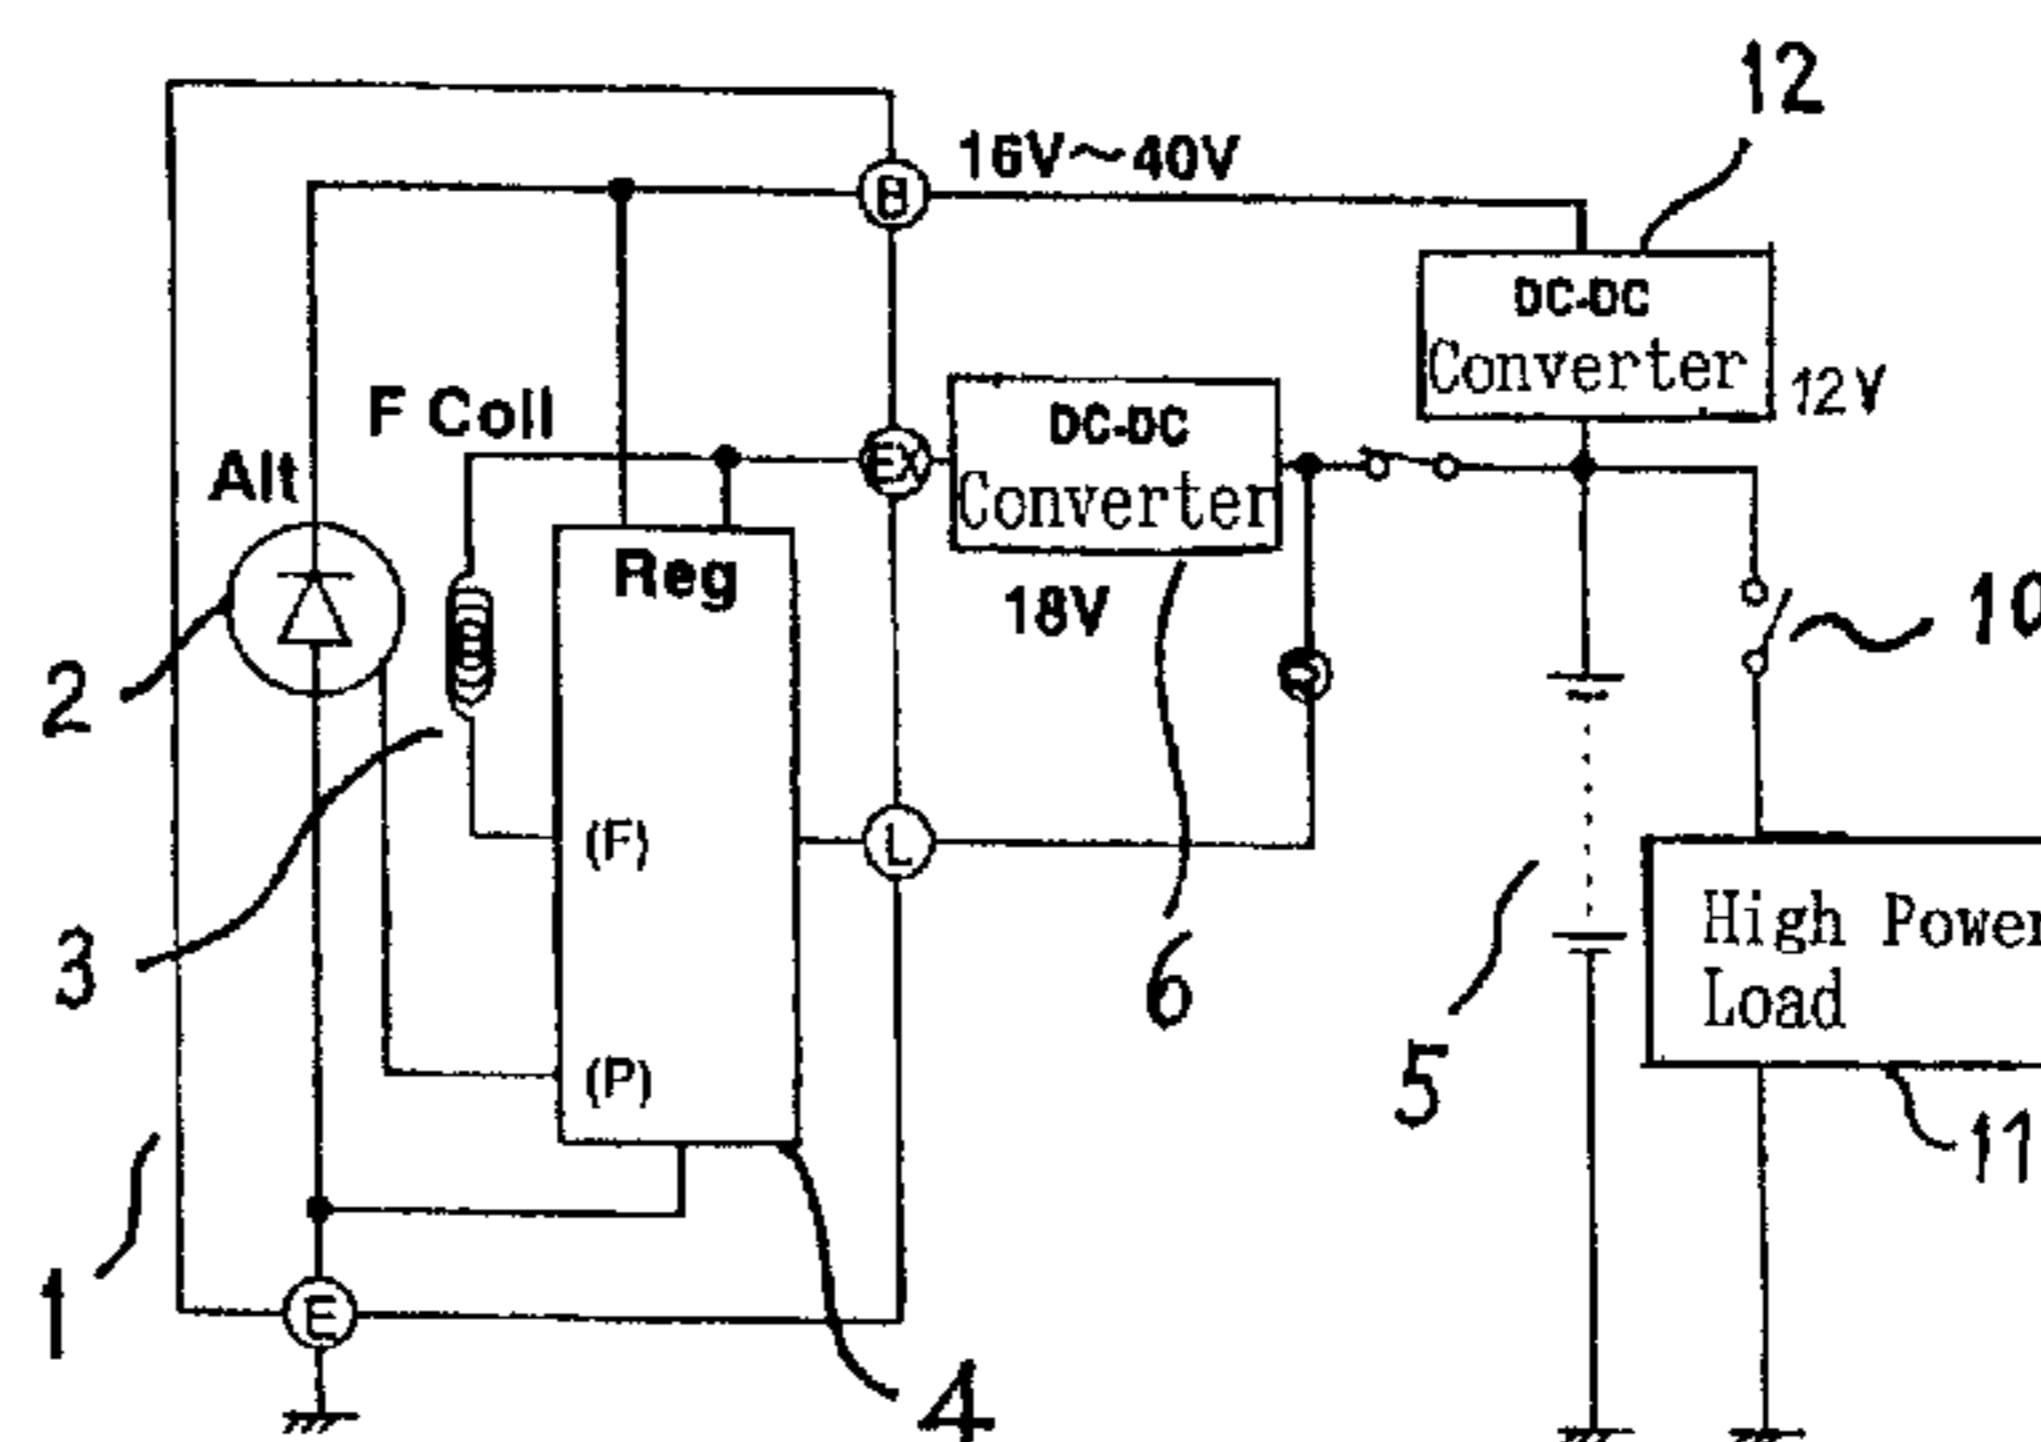 12
16V～40V
B
DC-DC
Converter
12V
F Coil
DC-DC
Converter
EX
Alt
Reg
18V
10
2
(F)
L
High Power
Load
3
6
5
(P)
11
1
E
4